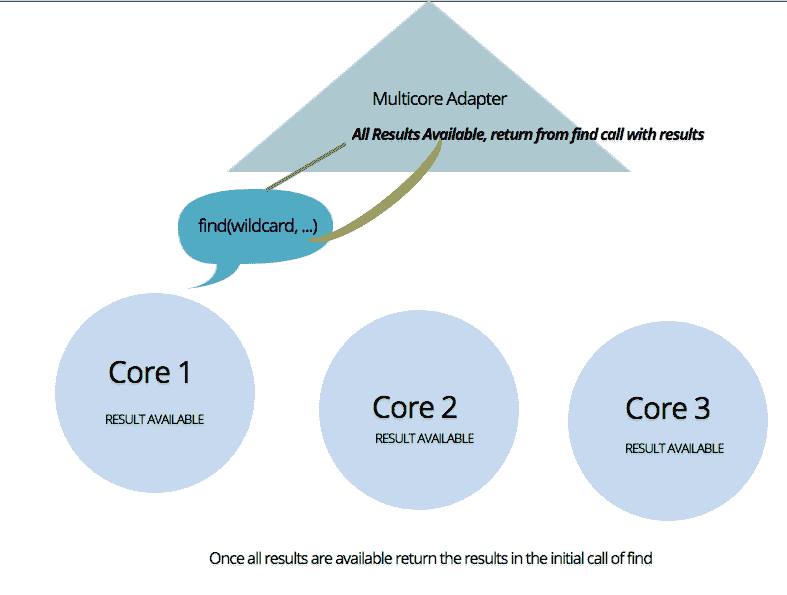 Multicore Adapter
All Results Available, return from find call with results
find(wildcard, ...)
Core 1
RESULT AVAILABLE
Core 2
RESULT AVAILABLE
Core 3
RESULT AVAILABLE
Once all results are available return the results in the initial call of find